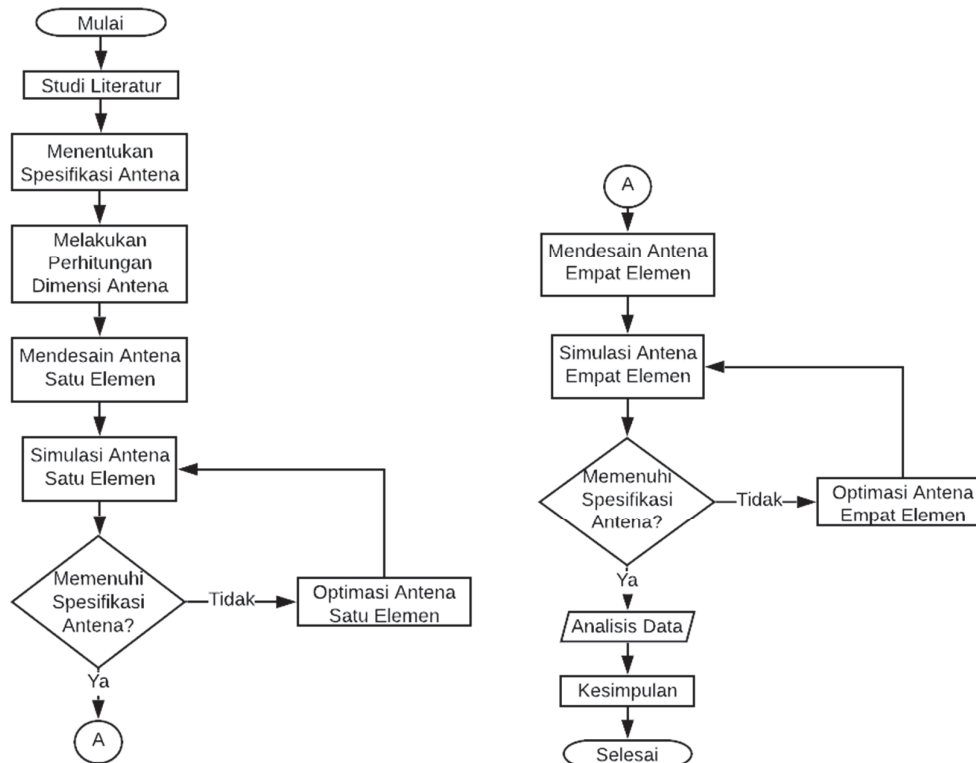 Mulai
Studi Literatur
Menentukan
Spesifikasi Antena
Melakukan
Perhitungan
Dimensi Antena
Mendesain Antena
Satu Elemen
Simulasi Antena
Satu Elemen
Memenuhi
Spesifikasi
Antena?
Tidak
Optimasi Antena
Satu Elemen
Ya
A
A
Mendesain Antena
Empat Elemen
Simulasi Antena
Empat Elemen
Memenuhi
Spesifikasi
Antena?
Tidak
Optimasi Antena
Empat Elemen
Ya
Analisis Data
Kesimpulan
Selesai